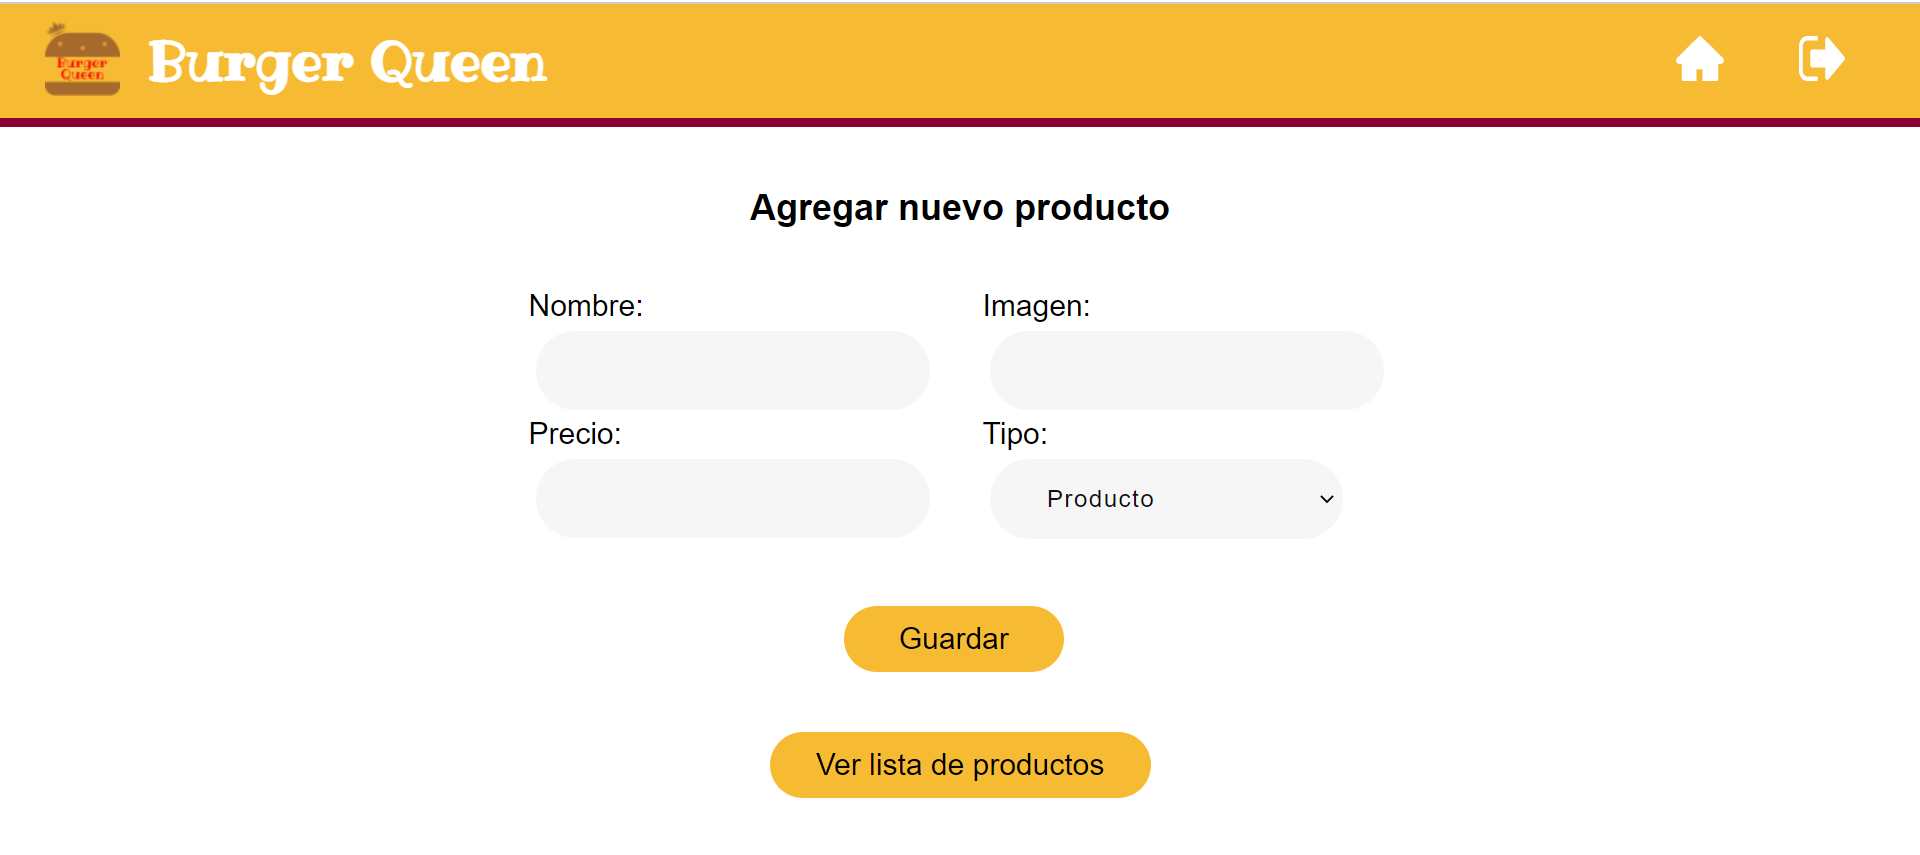 Burger
Queen
Burger Queen
Agregar nuevo producto
Nombre:
Imagen:
Precio:
Tipo:
Producto
Guardar
Ver lista de productos